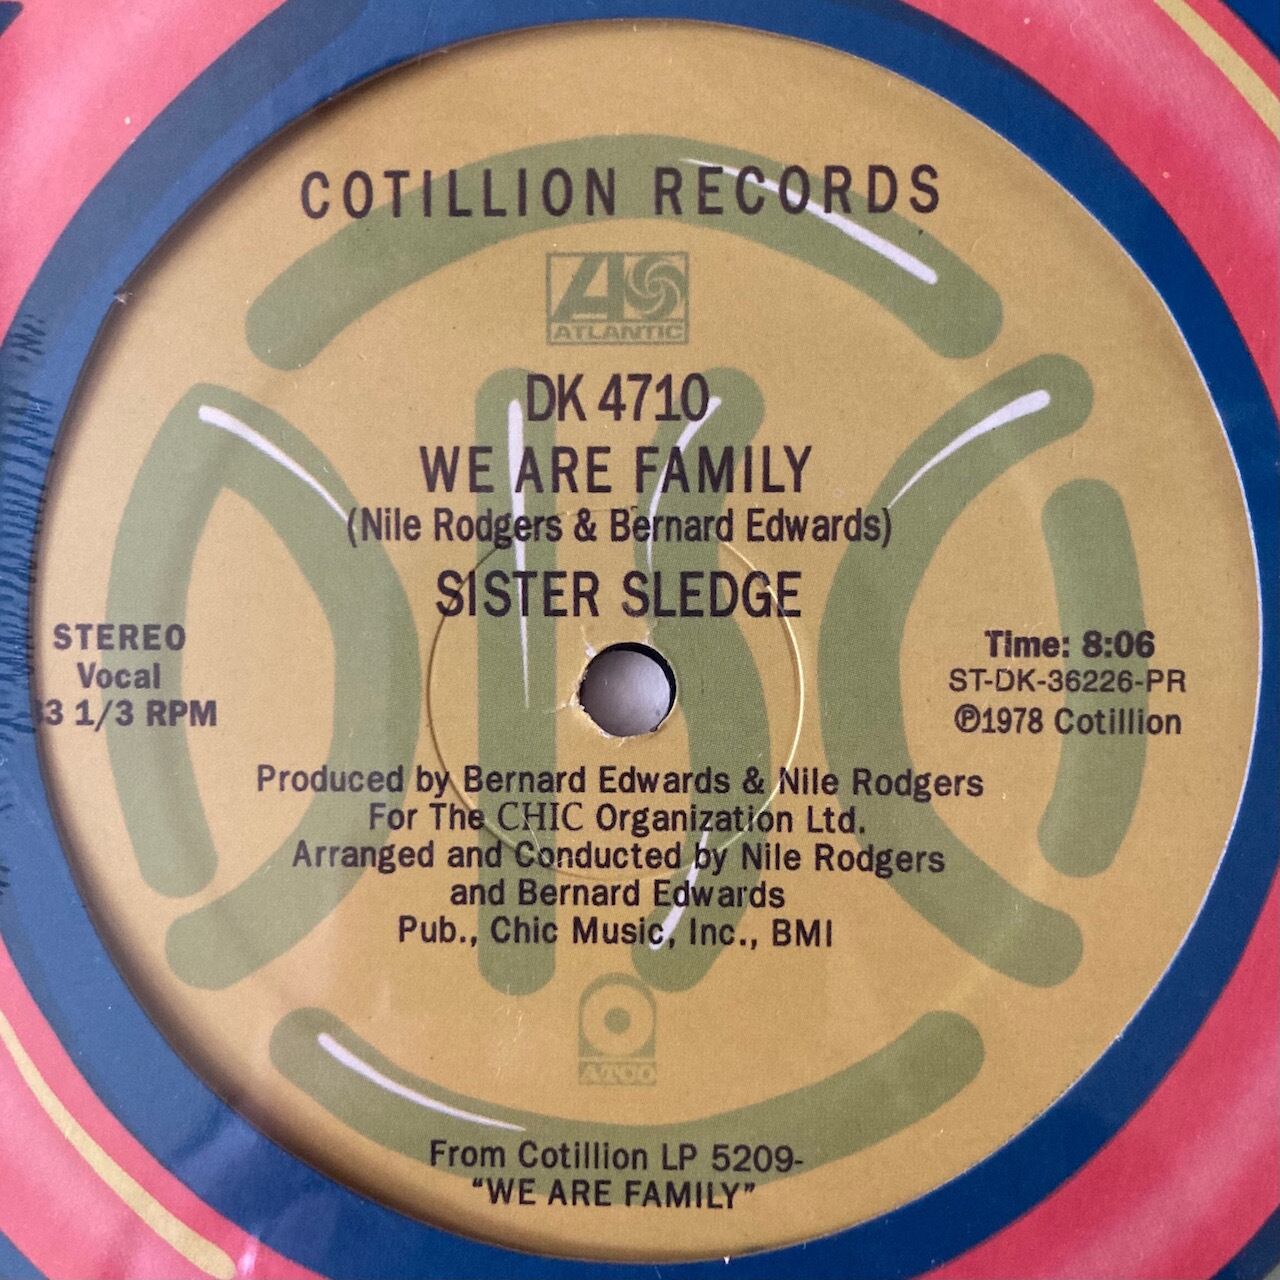 COTILLION RECORDS
ATLANTIC
DK 4710
WE ARE FAMILY
(Nile Rodgers & Bernard Edwards)
SISTER SLEDGE
STEREO
Vocal
33 1/3 RPM
Time: 8:06
ST-DK-36226-PR
℗1978 Cotillion
Produced by Bernard Edwards & Nile Rodgers
For The CHIC Organization Ltd.
Arranged and Conducted by Nile Rodgers
and Bernard Edwards
Pub., Chic Music, Inc., BMI
ATCO
From Cotillion LP 5209-
“WE ARE FAMILY”